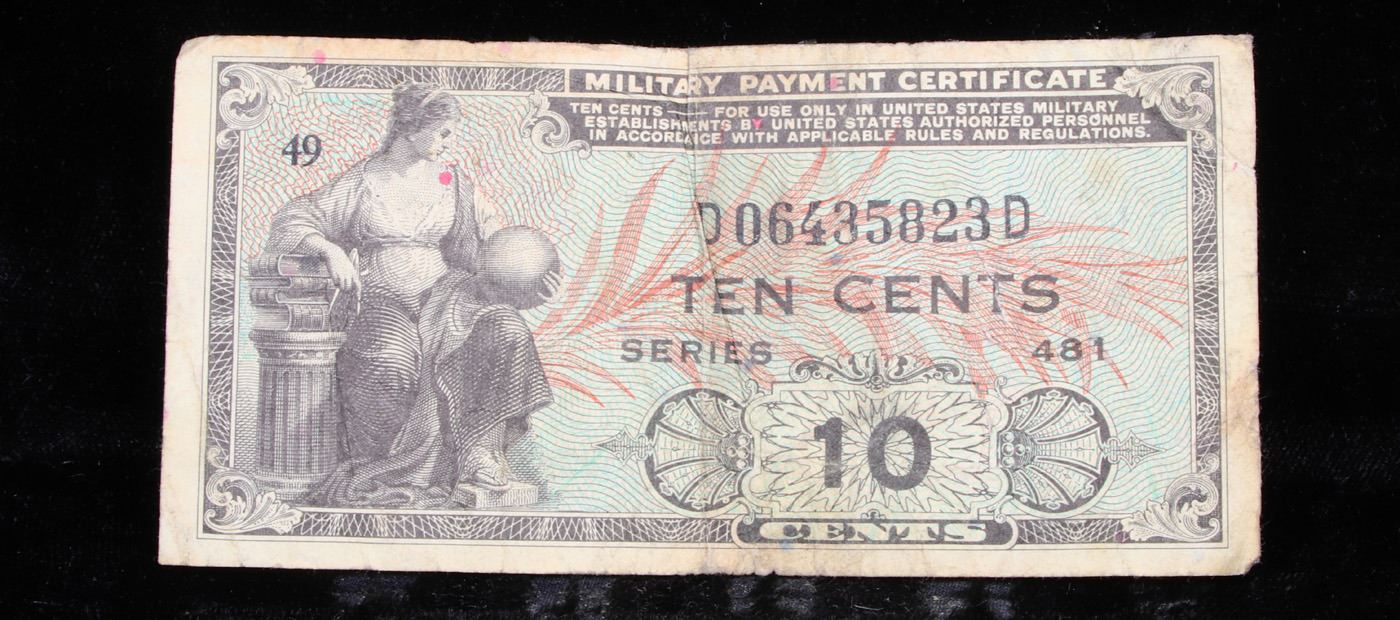 MILITARY PAYMENT CERTIFICATE
TEN CENTS — FOR USE ONLY IN UNITED STATES MILITARY
ESTABLISHMENTS BY UNITED STATES AUTHORIZED PERSONNEL
IN ACCORDANCE WITH APPLICABLE RULES AND REGULATIONS.
49
D06435823D
TEN CENTS
SERIES 481
10
CENTS